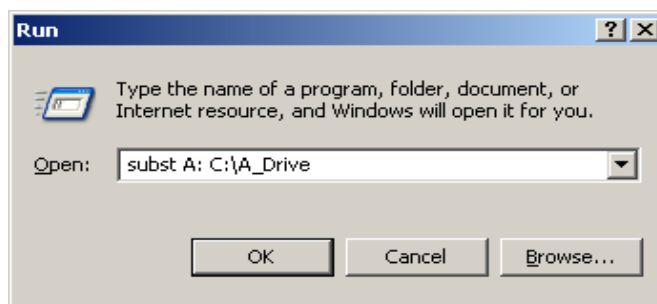 Run
Type the name of a program, folder, document, or
Internet resource, and Windows will open it for you.
Open: subst A: C:\A_Drive
OK Cancel Browse...